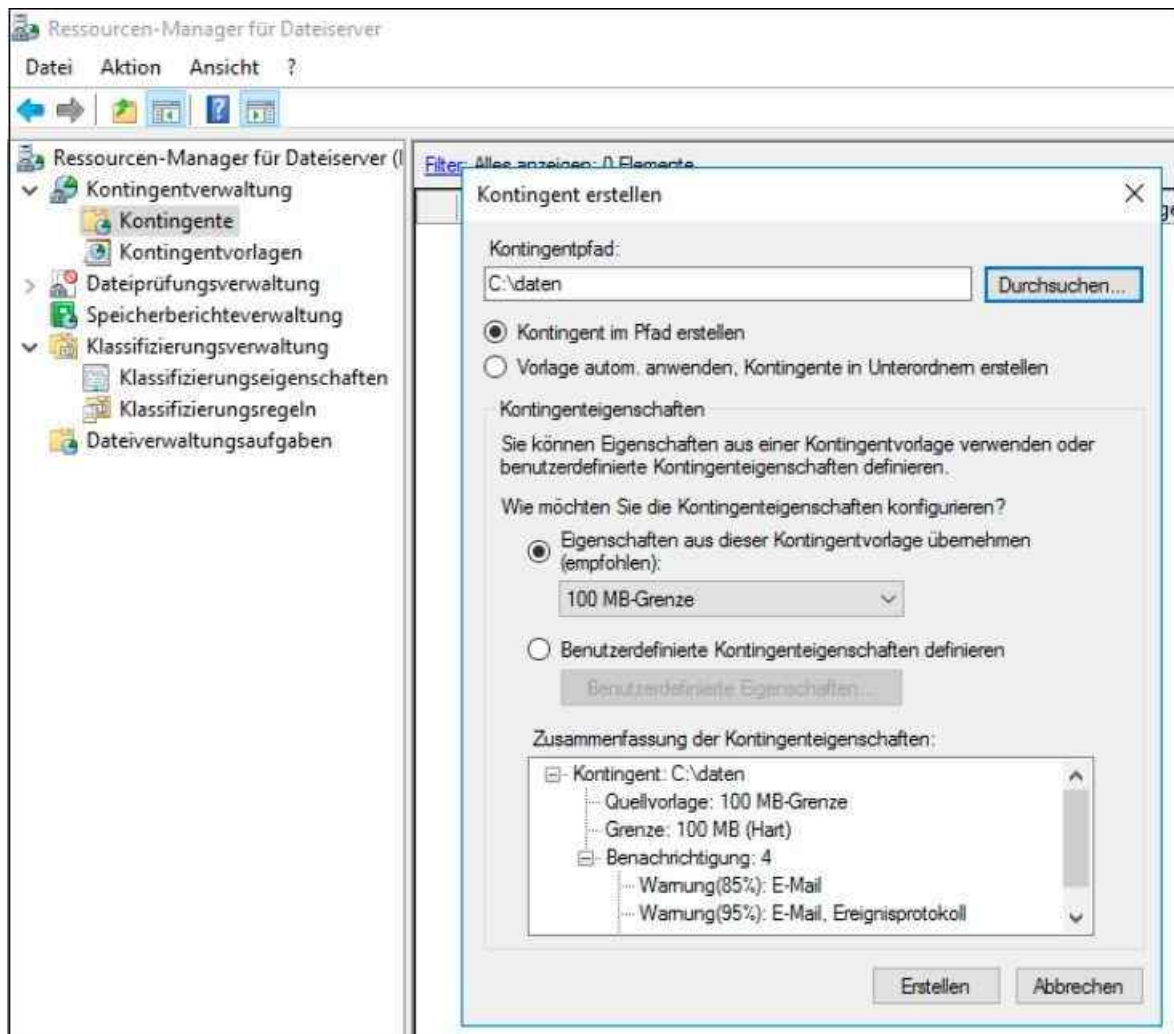 Ressourcen-Manager für Dateiserver
Datei Aktion Ansicht ?
Ressourcen-Manager für Dateiserver (
Kontingentverwaltung
Kontingente
Kontingentvorlagen
Dateiprüfungsverwaltung
Speicherberichteverwaltung
Klassifizierungsverwaltung
Klassifizierungseigenschaften
Klassifizierungsregeln
Dateiverwaltungsaufgaben
Filter: Alles anzeigen: 0 Elemente
Kontingent erstellen
Kontingentpfad:
C:\daten
Durchsuchen...
Kontingent im Pfad erstellen
Vorlage autom. anwenden, Kontingente in Unterordnern erstellen
Kontingenteigenschaften
Sie können Eigenschaften aus einer Kontingentvorlage verwenden oder
benutzerdefinierte Kontingenteigenschaften definieren.
Wie möchten Sie die Kontingenteigenschaften konfigurieren?
Eigenschaften aus dieser Kontingentvorlage übernehmen
(empfohlen):
100 MB-Grenze
Benutzerdefinierte Kontingenteigenschaften definieren
Benutzerdefinierte Eigenschaften...
Zusammenfassung der Kontingenteigenschaften:
Kontingent: C:\daten
Quellvorlage: 100 MB-Grenze
Grenze: 100 MB (Hart)
Benachrichtigung: 4
Warnung(85%): E-Mail
Warnung(95%): E-Mail, Ereignisprotokoll
Erstellen
Abbrechen